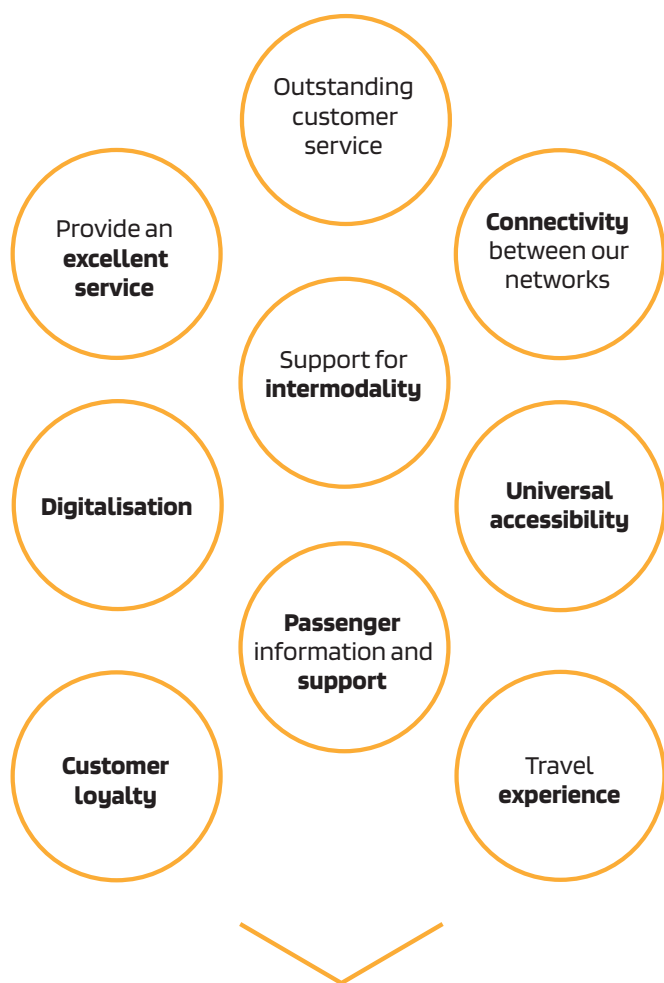 Outstanding
customer
service
Provide an
excellent
service
Connectivity
between our
networks
Support for
intermodality
Digitalisation
Universal
accessibility
Passenger
information and
support
Customer
loyalty
Travel
experience